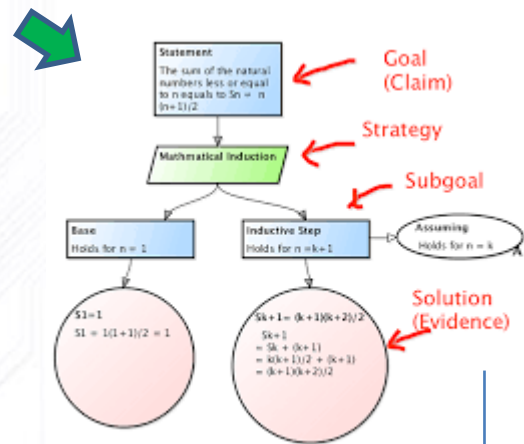 Statement
The sum of the natural
numbers less or equal
to n equals to Sn = n
(n+1)/2
Goal
(Claim)
Mathmatical Induction
Strategy
Subgoal
Base
Holds for n = 1
Inductive Step
Holds for n =k+1
Assuming
Holds for n = k
A
S1=1
S1 = 1(1+1)/2 = 1
Sk+1= (k+1)(k+2)/2
Sk+1
= Sk + (k+1)
= k(k+1)/2 + (k+1)
= (k+1)(k+2)/2
Solution
(Evidence)